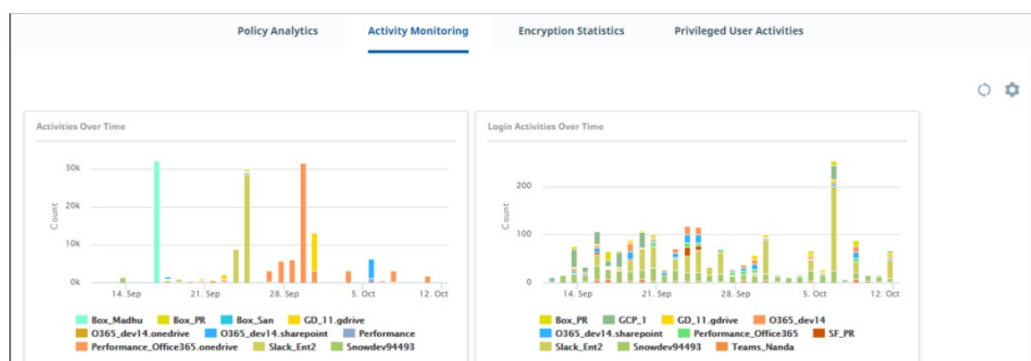 Policy Analytics Activity Monitoring Encryption Statistics Privileged User Activities
Activities Over Time
Count
30k
20k
10k
0k
14. Sep 21. Sep 28. Sep 5. Oct 12. Oct
Box_Madhu Box_PR Box_San GD_11.gdrive
O365_dev14.onedrive O365_dev14.sharepoint Performance
Performance_Office365.onedrive Slack_Ent2 Snowdev94493
Login Activities Over Time
Count
200
100
0
14. Sep 21. Sep 28. Sep 5. Oct 12. Oct
Box_PR GCP_1 GD_11.gdrive O365_dev14
O365_dev14.sharepoint Performance_Office365 SF_PR
Slack_Ent2 Snowdev94493 Teams_Nanda